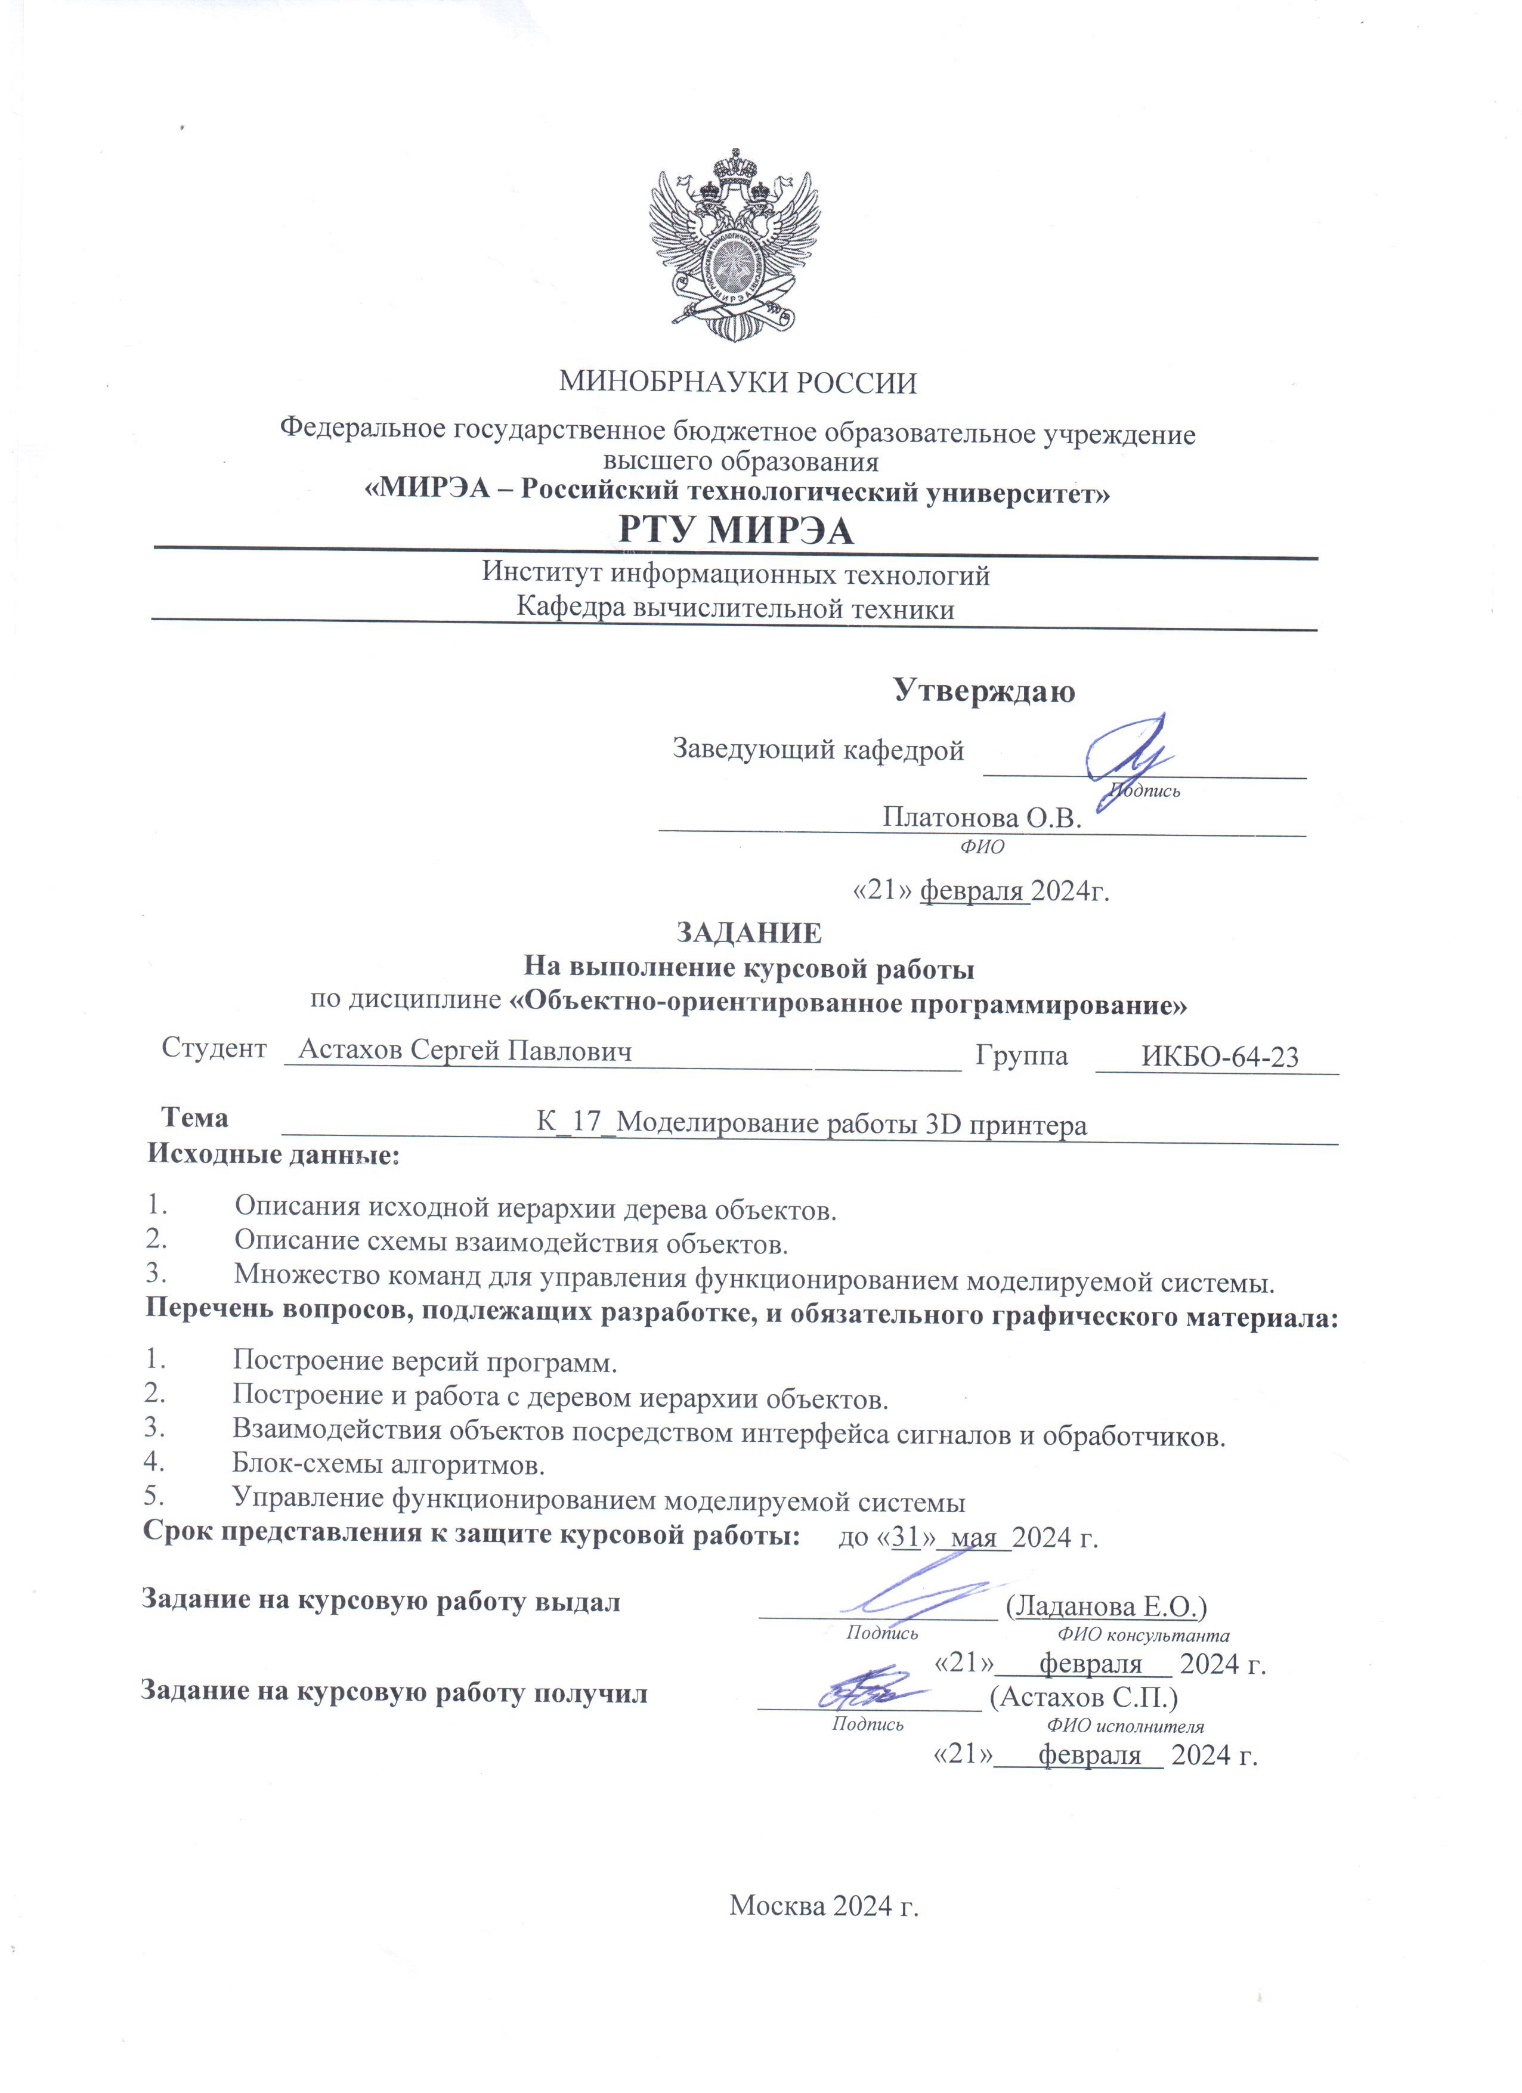 МИНОБРНАУКИ РОССИИ
Федеральное государственное бюджетное образовательное учреждение
высшего образования
«МИРЭА – Российский технологический университет»
РТУ МИРЭА
Институт информационных технологий
Кафедра вычислительной техники
Утверждаю
Заведующий кафедрой
Подпись
Платонова О.В.
ФИО
«21» февраля 2024г.
ЗАДАНИЕ
На выполнение курсовой работы
по дисциплине «Объектно-ориентированное программирование»
Студент Астахов Сергей Павлович Группа ИКБО-64-23
Тема К_17_Моделирование работы 3D принтера
Исходные данные:
1. Описания исходной иерархии дерева объектов.
2. Описание схемы взаимодействия объектов.
3. Множество команд для управления функционированием моделируемой системы.
Перечень вопросов, подлежащих разработке, и обязательного графического материала:
1. Построение версий программ.
2. Построение и работа с деревом иерархии объектов.
3. Взаимодействия объектов посредством интерфейса сигналов и обработчиков.
4. Блок-схемы алгоритмов.
5. Управление функционированием моделируемой системы
Срок представления к защите курсовой работы: до «31» мая 2024 г.
Задание на курсовую работу выдал (Ладанова Е.О.)
Подпись ФИО консультанта
«21» февраля 2024 г.
Задание на курсовую работу получил (Астахов С.П.)
Подпись ФИО исполнителя
«21» февраля 2024 г.
Москва 2024 г.